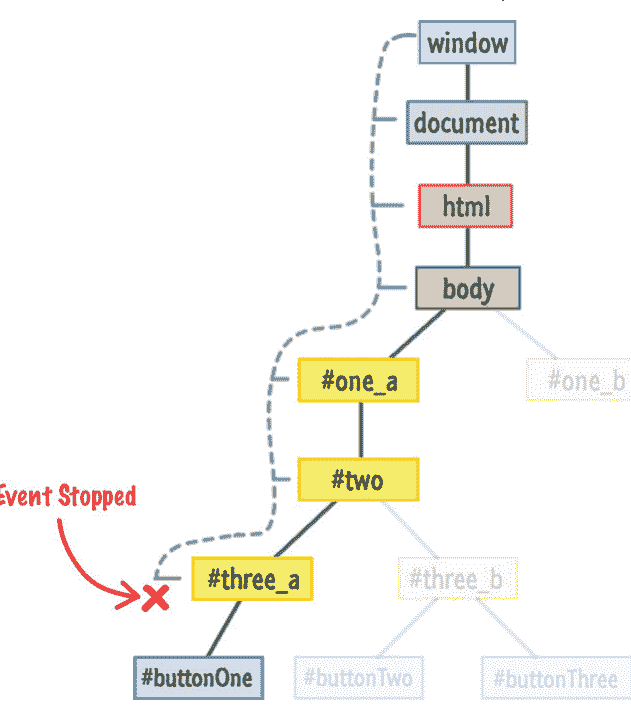 window
document
html
body
#one_a
#one_b
#two
Event Stopped
#three_a
#three_b
#buttonOne
#buttonTwo
#buttonThree